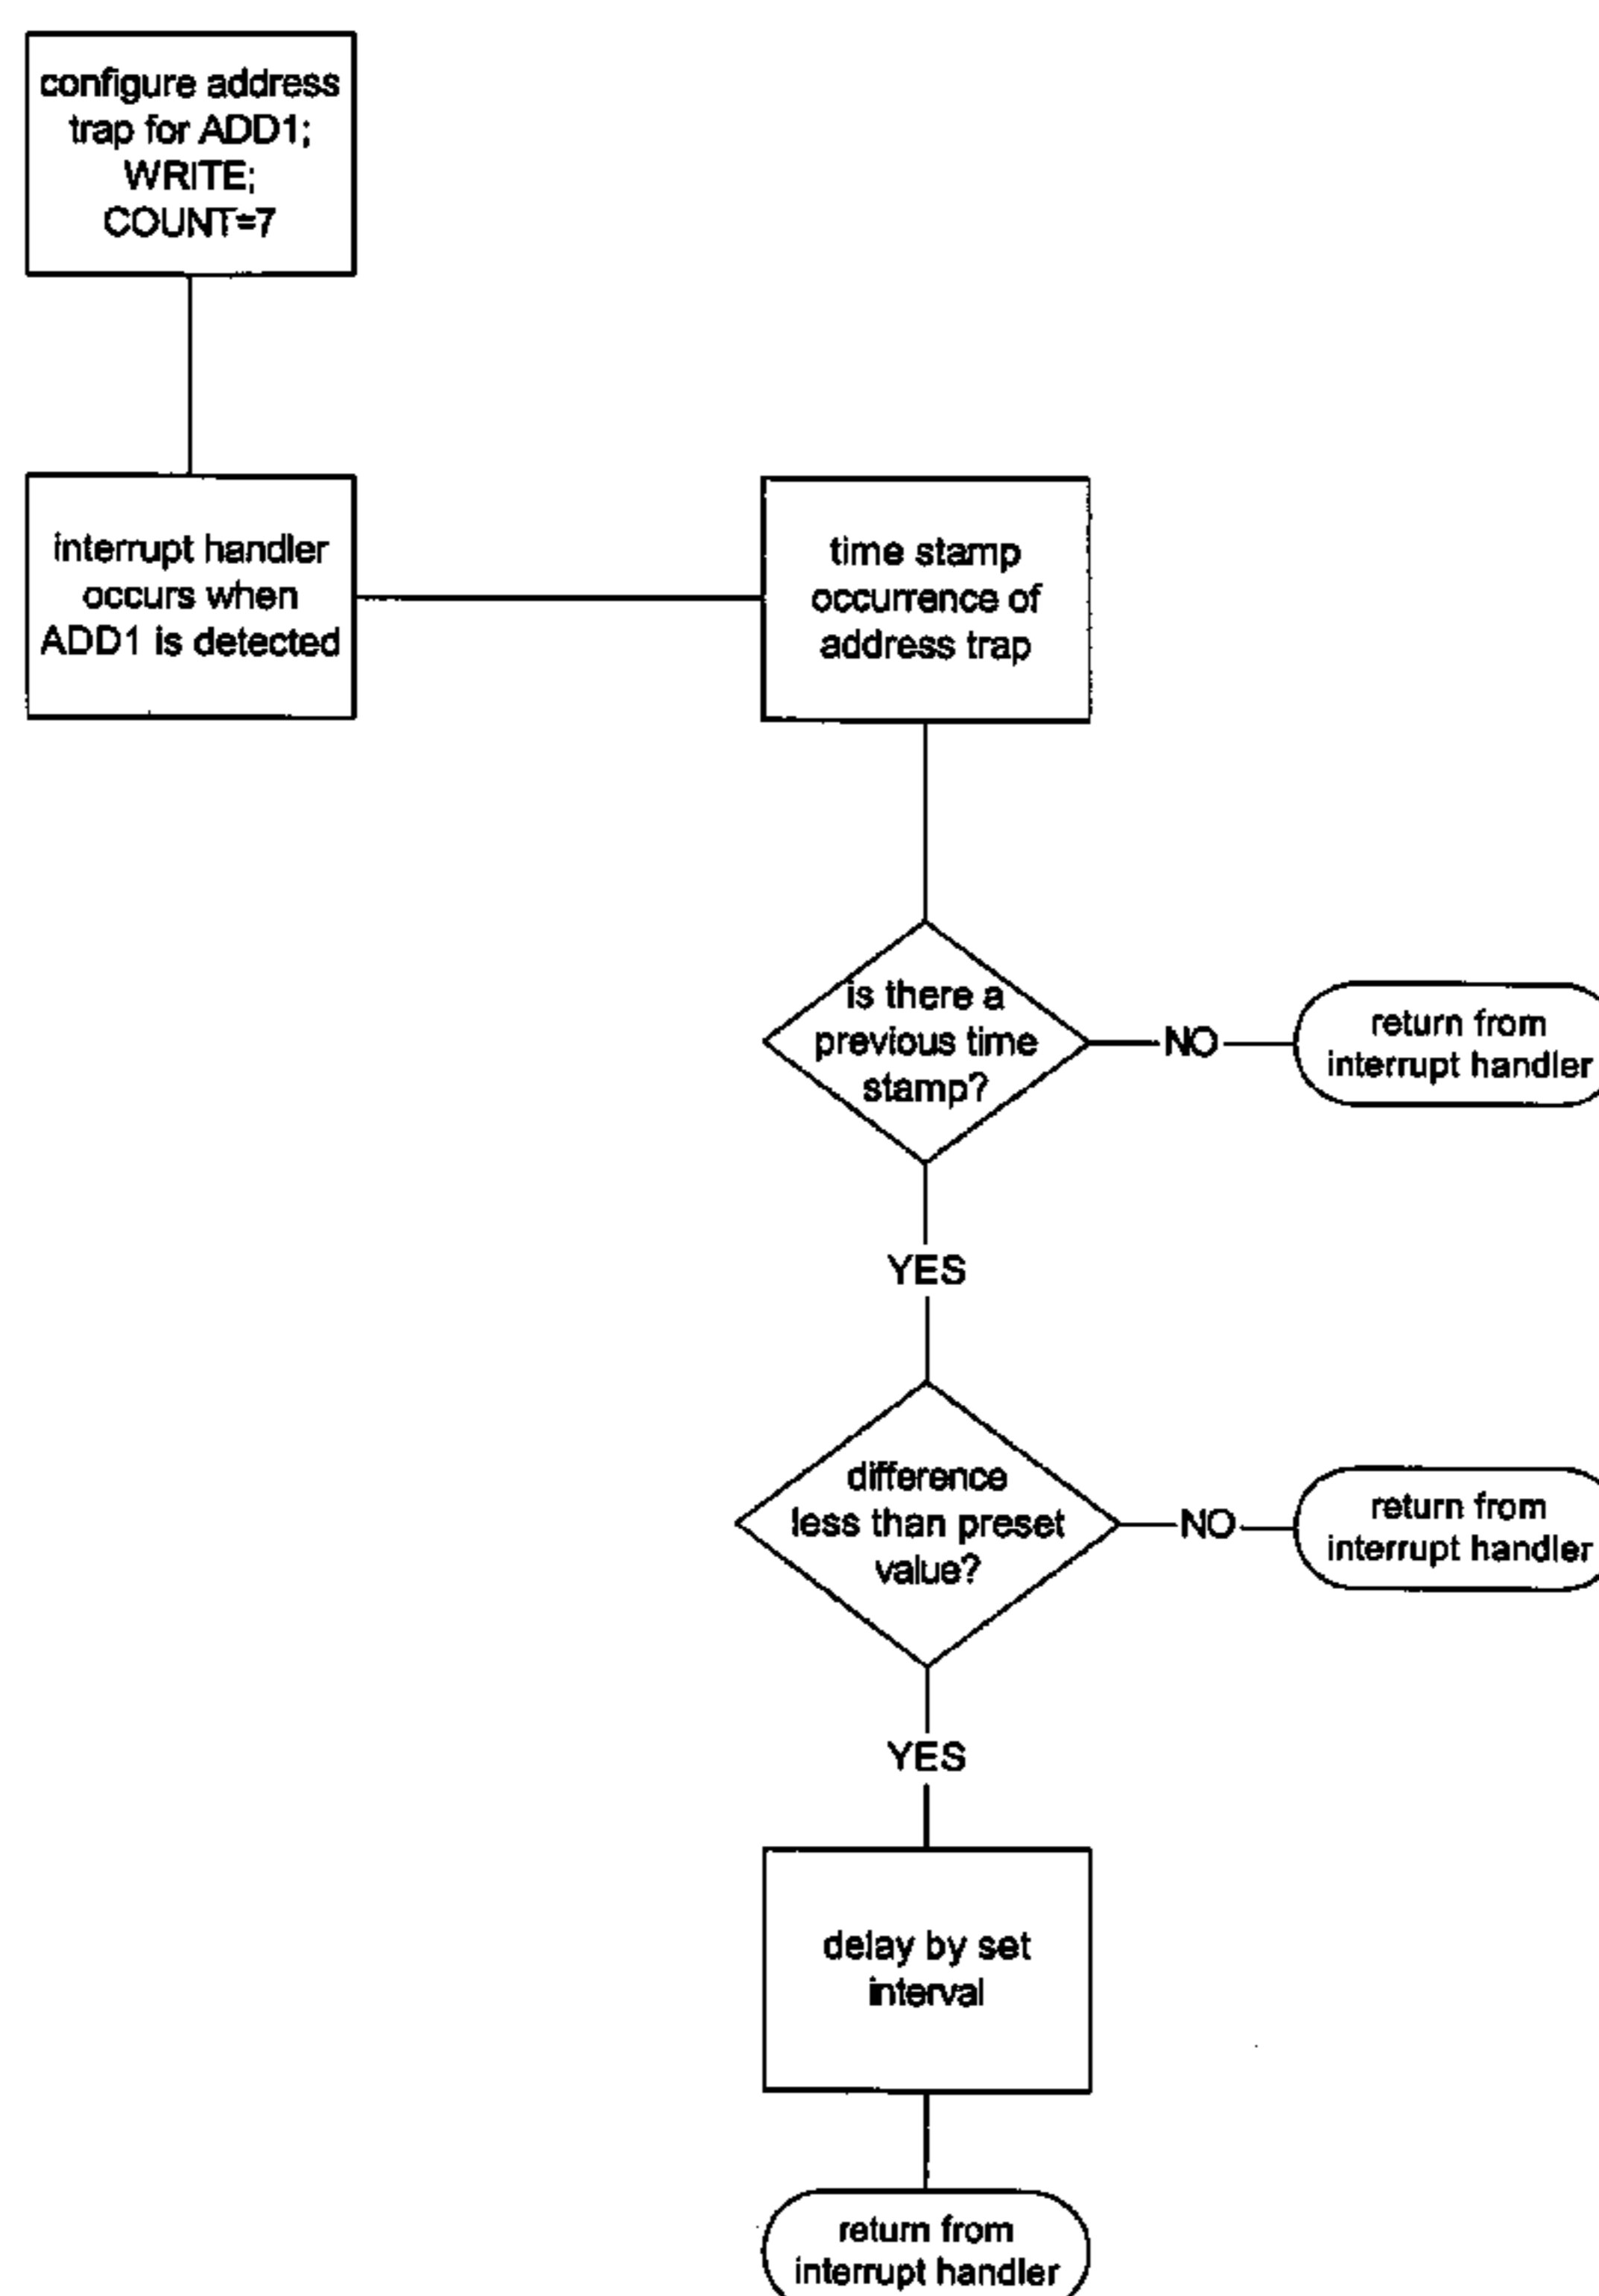 configure address
trap for ADD1;
WRITE;
COUNT=7
interrupt handler
occurs when
ADD1 is detected
time stamp
occurrence of
address trap
is there a
previous time
stamp?
NO
return from
interrupt handler
YES
difference
less than preset
value?
NO
return from
interrupt handler
YES
delay by set
interval
return from
interrupt handler